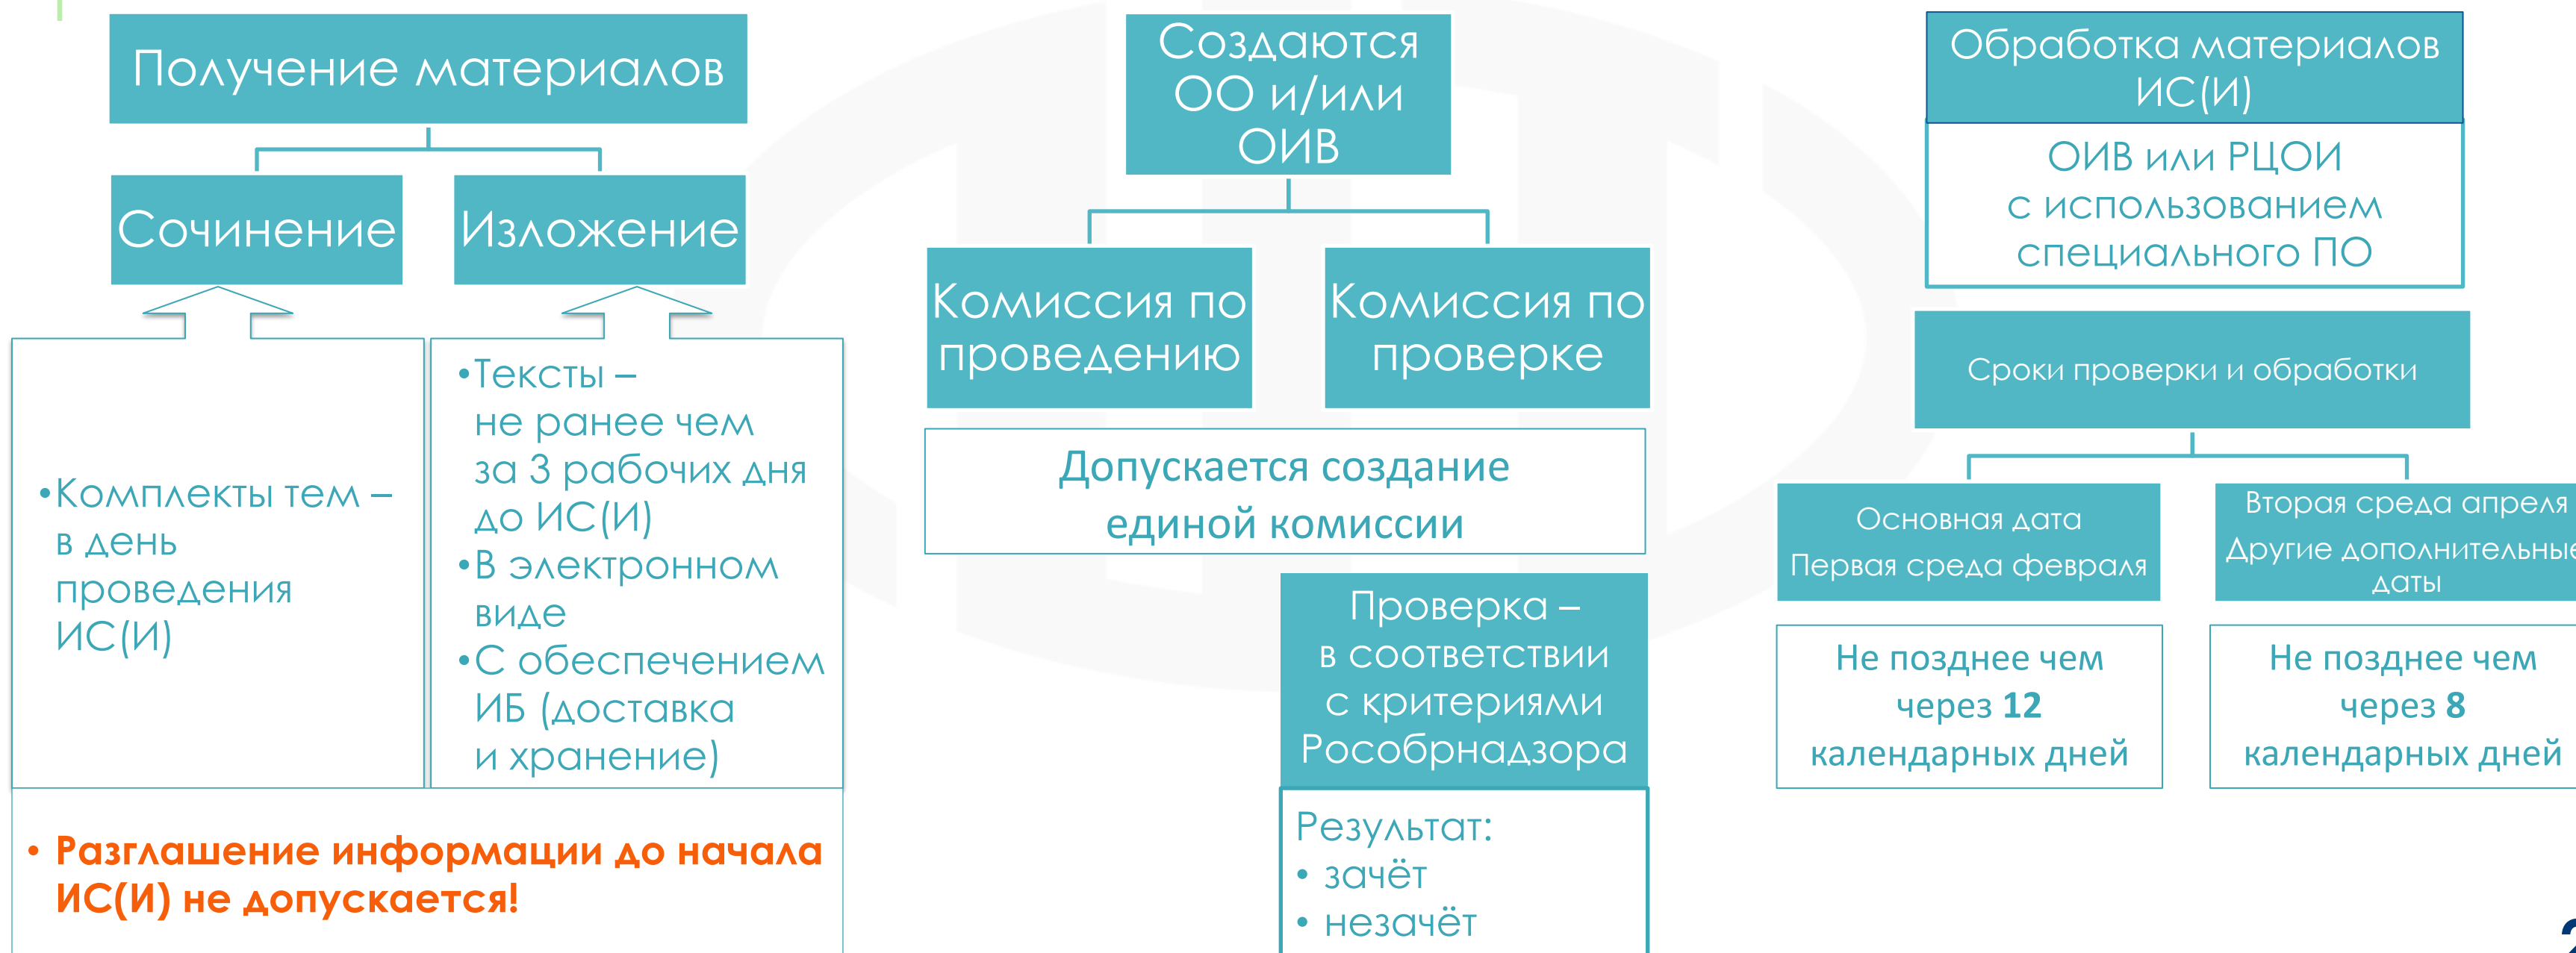 Получение материалов
Сочинение
Изложение
•Комплекты тем –
в день
проведения
ИС(И)
•Тексты –
не ранее чем
за 3 рабочих дня
до ИС(И)
•В электронном
виде
•С обеспечением
ИБ (доставка
и хранение)
• Разглашение информации до начала
ИС(И) не допускается!
Создаются
ОО и/или
ОИВ
Комиссия по
проведению
Комиссия по
проверке
Допускается создание
единой комиссии
Проверка –
в соответствии
с критериями
Рособрнадзора
Результат:
• зачёт
• незачёт
Обработка материалов
ИС(И)
ОИВ или РЦОИ
с использованием
специального ПО
Сроки проверки и обработки
Основная дата
Первая среда февраля
Вторая среда апреля
Другие дополнительные
даты
Не позднее чем
через 12
календарных дней
Не позднее чем
через 8
календарных дней